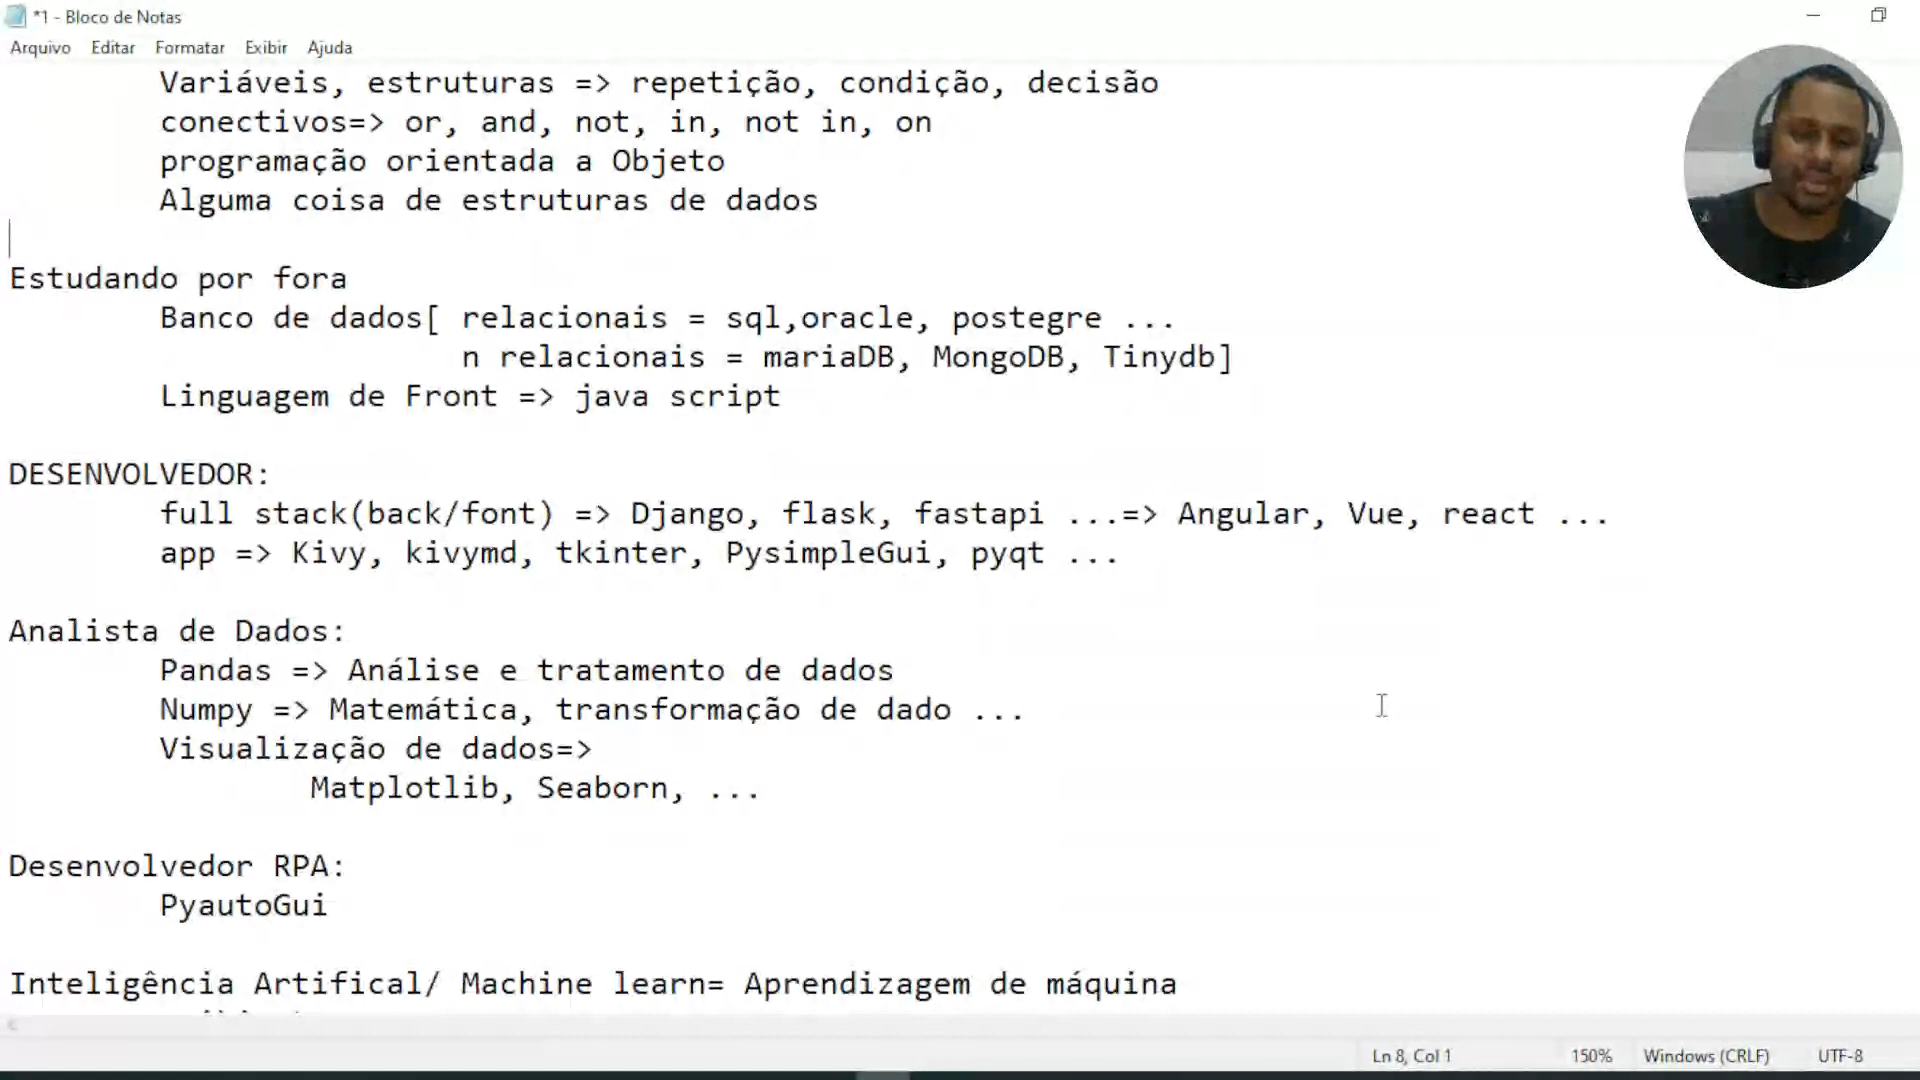 *1 - Bloco de Notas
Arquivo Editar Formatar Exibir Ajuda
Variáveis, estruturas => repetição, condição, decisão
conectivos=> or, and, not, in, not in, on
programação orientada a Objeto
Alguma coisa de estruturas de dados
Estudando por fora
Banco de dados[ relacionais = sql,oracle, postegre ...
n relacionais = mariaDB, MongoDB, Tinydb]
Linguagem de Front => java script
DESENVOLVEDOR:
full stack(back/font) => Django, flask, fastapi ...=> Angular, Vue, react ...
app => Kivy, kivymd, tkinter, PysimpleGui, pyqt ...
Analista de Dados:
Pandas => Análise e tratamento de dados
Numpy => Matemática, transformação de dado ...
Visualização de dados=>
Matplotlib, Seaborn, ...
Desenvolvedor RPA:
PyautoGui
Inteligência Artifical/ Machine learn= Aprendizagem de máquina
Ln 8, Col 1 150% Windows (CRLF) UTF-8